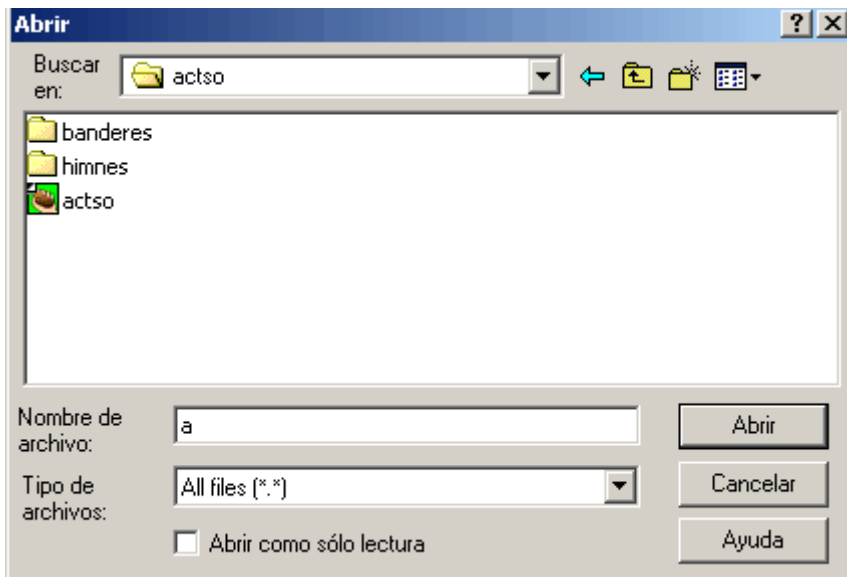 Abrir
Buscar
en:
actso
banderes
himnes
actso
Nombre de
archivo:
a
Abrir
Tipo de
archivos:
All files (*.*)
Cancelar
Abrir como sólo lectura
Ayuda